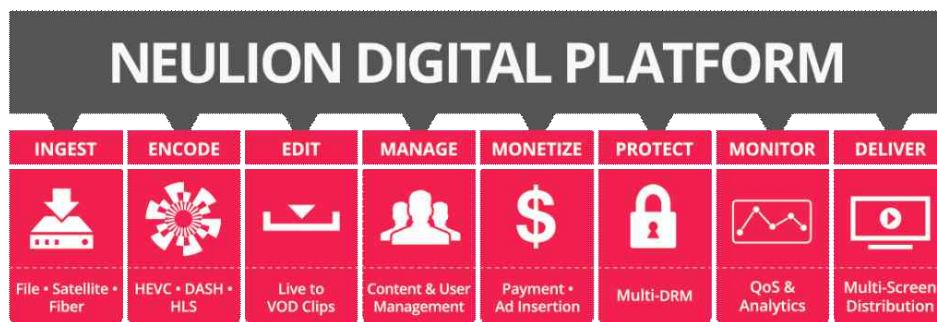 NEULION DIGITAL PLATFORM
INGEST
ENCODE
EDIT
MANAGE
MONETIZE
PROTECT
MONITOR
DELIVER
File • Satellite •
Fiber
HEVC • DASH •
HLS
Live to
VOD Clips
Content & User
Management
Payment •
Ad Insertion
Multi-DRM
QoS &
Analytics
Multi-Screen
Distribution